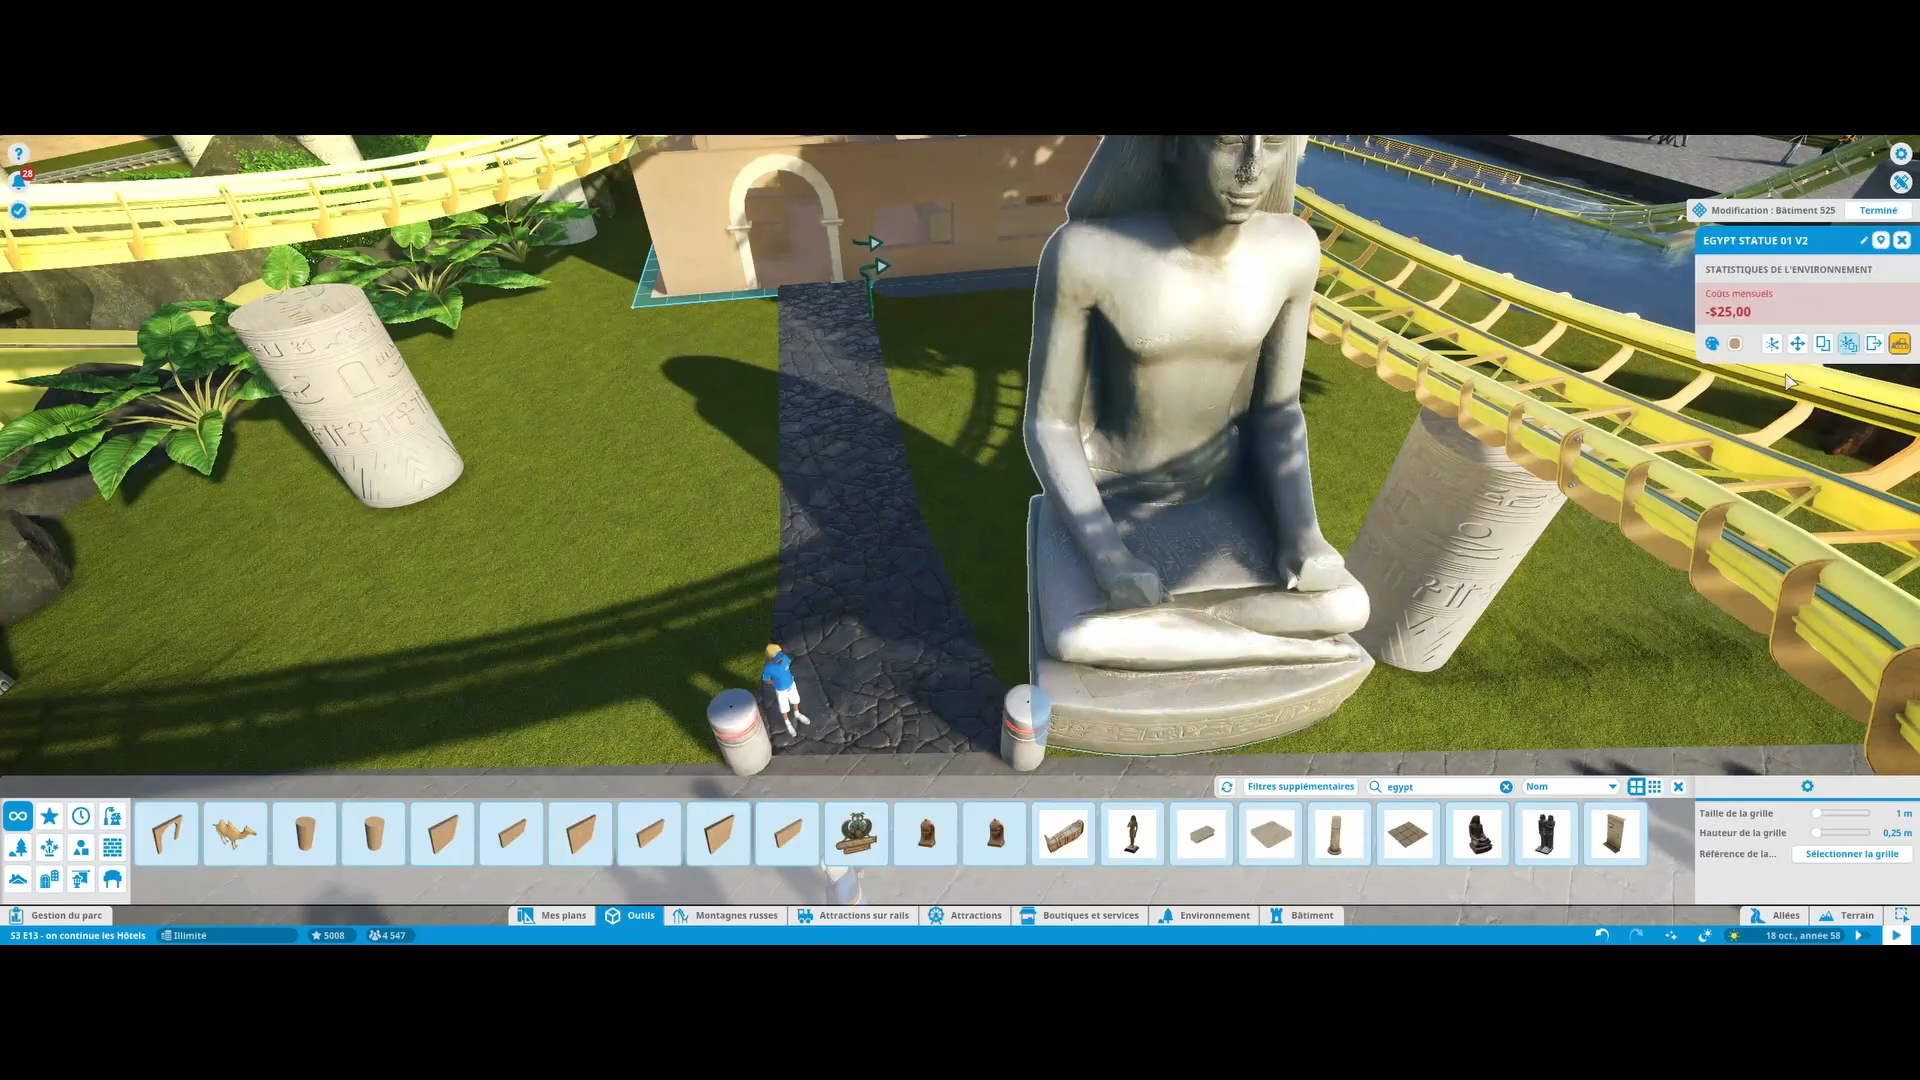 ?
28
Modification : Bâtiment 525
Terminé
EGYPT STATUE 01 V2
STATISTIQUES DE L'ENVIRONNEMENT
Coûts mensuels
-$25,00
Filtres supplémentaires
egypt
Nom
Taille de la grille
1 m
Hauteur de la grille
0,25 m
Référence de la...
Sélectionner la grille
Gestion du parc
Mes plans
Outils
Montagnes russes
Attractions sur rails
Attractions
Boutiques et services
Environnement
Bâtiment
Allées
Terrain
S3 E13 - on continue les Hôtels
Illimité
5008
4 547
18 oct., année 58